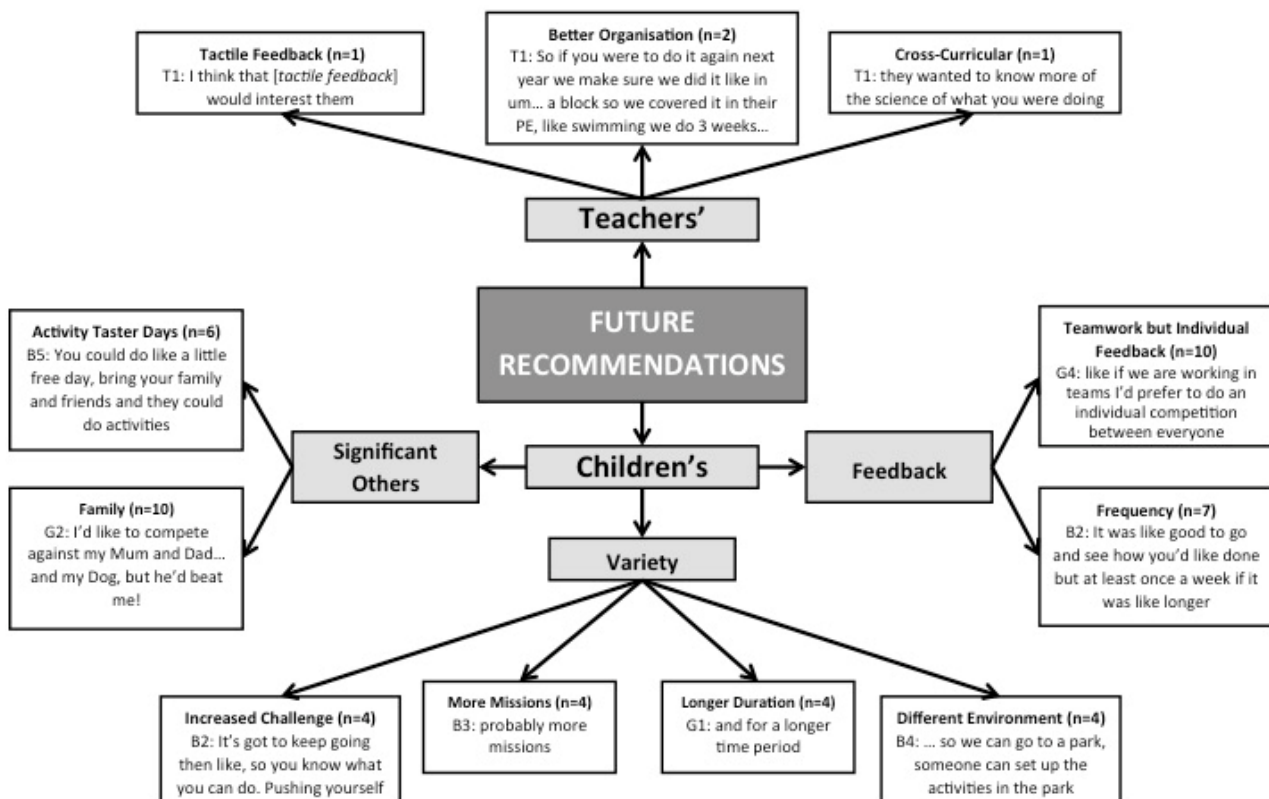 Tactile Feedback (n=1)
T1: I think that [tactile feedback]
would interest them
Better Organisation (n=2)
T1: So if you were to do it again next
year we make sure we did it like in
um... a block so we covered it in their
PE, like swimming we do 3 weeks...
Cross-Curricular (n=1)
T1: they wanted to know more of
the science of what you were doing
Teachers’
FUTURE
RECOMMENDATIONS
Activity Taster Days (n=6)
B5: You could do like a little
free day, bring your family
and friends and they could
do activities
Teamwork but Individual
Feedback (n=10)
G4: like if we are working in
teams I’d prefer to do an
individual competition
between everyone
Significant
Others
Children’s
Feedback
Family (n=10)
G2: I’d like to compete
against my Mum and Dad...
and my Dog, but he’d beat
me!
Frequency (n=7)
B2: It was like good to go
and see how you’d like done
but at least once a week if it
was like longer
Variety
Increased Challenge (n=4)
B2: It’s got to keep going
then like, so you know what
you can do. Pushing yourself
More Missions (n=4)
B3: probably more
missions
Longer Duration (n=4)
G1: and for a longer
time period
Different Environment (n=4)
B4: ... so we can go to a park,
someone can set up the
activities in the park